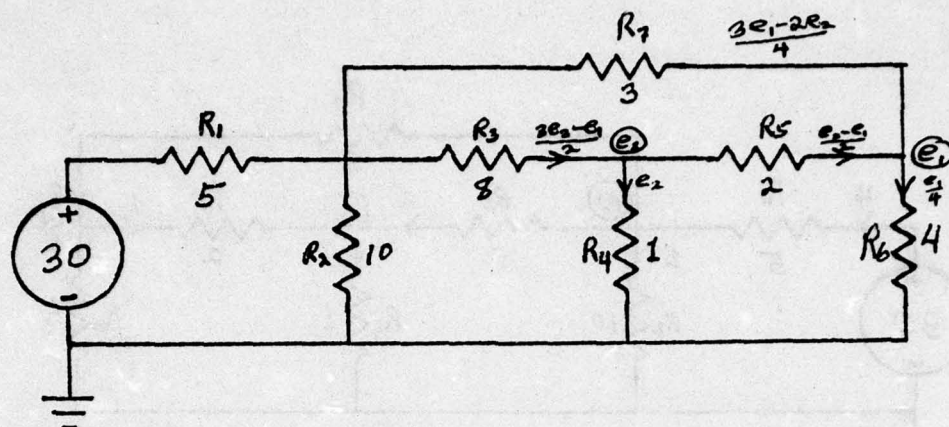 R7
(3e1-2e2)/4
3
R1
R3
(3e2-e1)/2
e2
R5
(e2-e1)/2
e1
5
8
e2
2
e1/4
+
30
-
R2
10
R4
1
R6
4